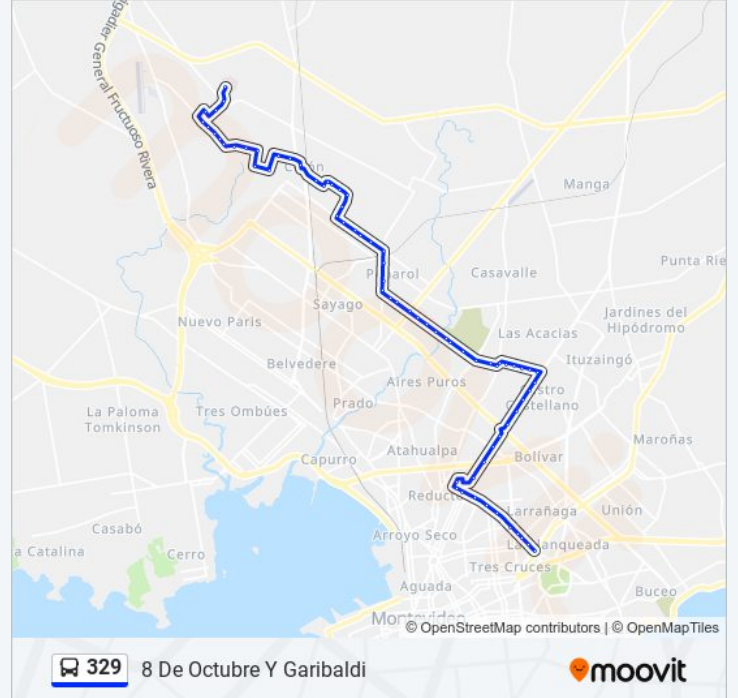 Brigadier General Fructuoso Rivera
Colón
Manga
Punta Rie
Peñarol
Casavalle
Sayago
Jardines del
Hipódromo
Nuevo París
Las Acacias
Ituzaingó
Belvedere
Aires Puros
Castro
Castellano
Prado
La Paloma
Tomkinson
Tres Ombúes
Maroñas
Atahualpa
Capurro
Bolívar
Reducto
Larrañaga
Unión
Casabó
Arroyo Seco
a Catalina
Cerro
La Blanqueada
Tres Cruces
Aguada
Buceo
Montevideo
© OpenStreetMap contributors | © OpenMapTiles
329
8 De Octubre Y Garibaldi
moovit